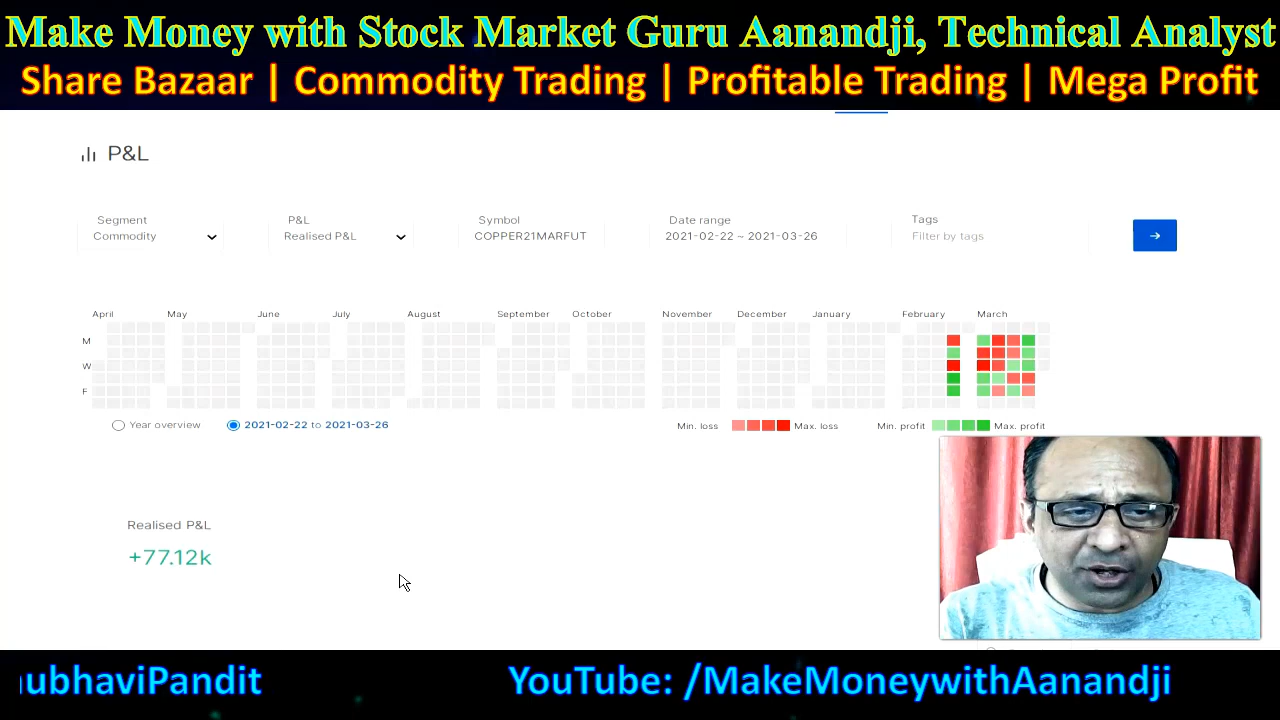 Make Money with Stock Market Guru Aanandji, Technical Analyst
Share Bazaar | Commodity Trading | Profitable Trading | Mega Profit
P&L
Segment P&L Symbol Date range Tags
Commodity Realised P&L COPPER21MARFUT 2021-02-22 ~ 2021-03-26 Filter by tags
April May June July August September October November December January February March
M
W
F
Year overview 2021-02-22 to 2021-03-26 Min. loss Max. loss Min. profit Max. profit
Realised P&L
+77.12k
YouTube: /MakeMoneywithAanandji